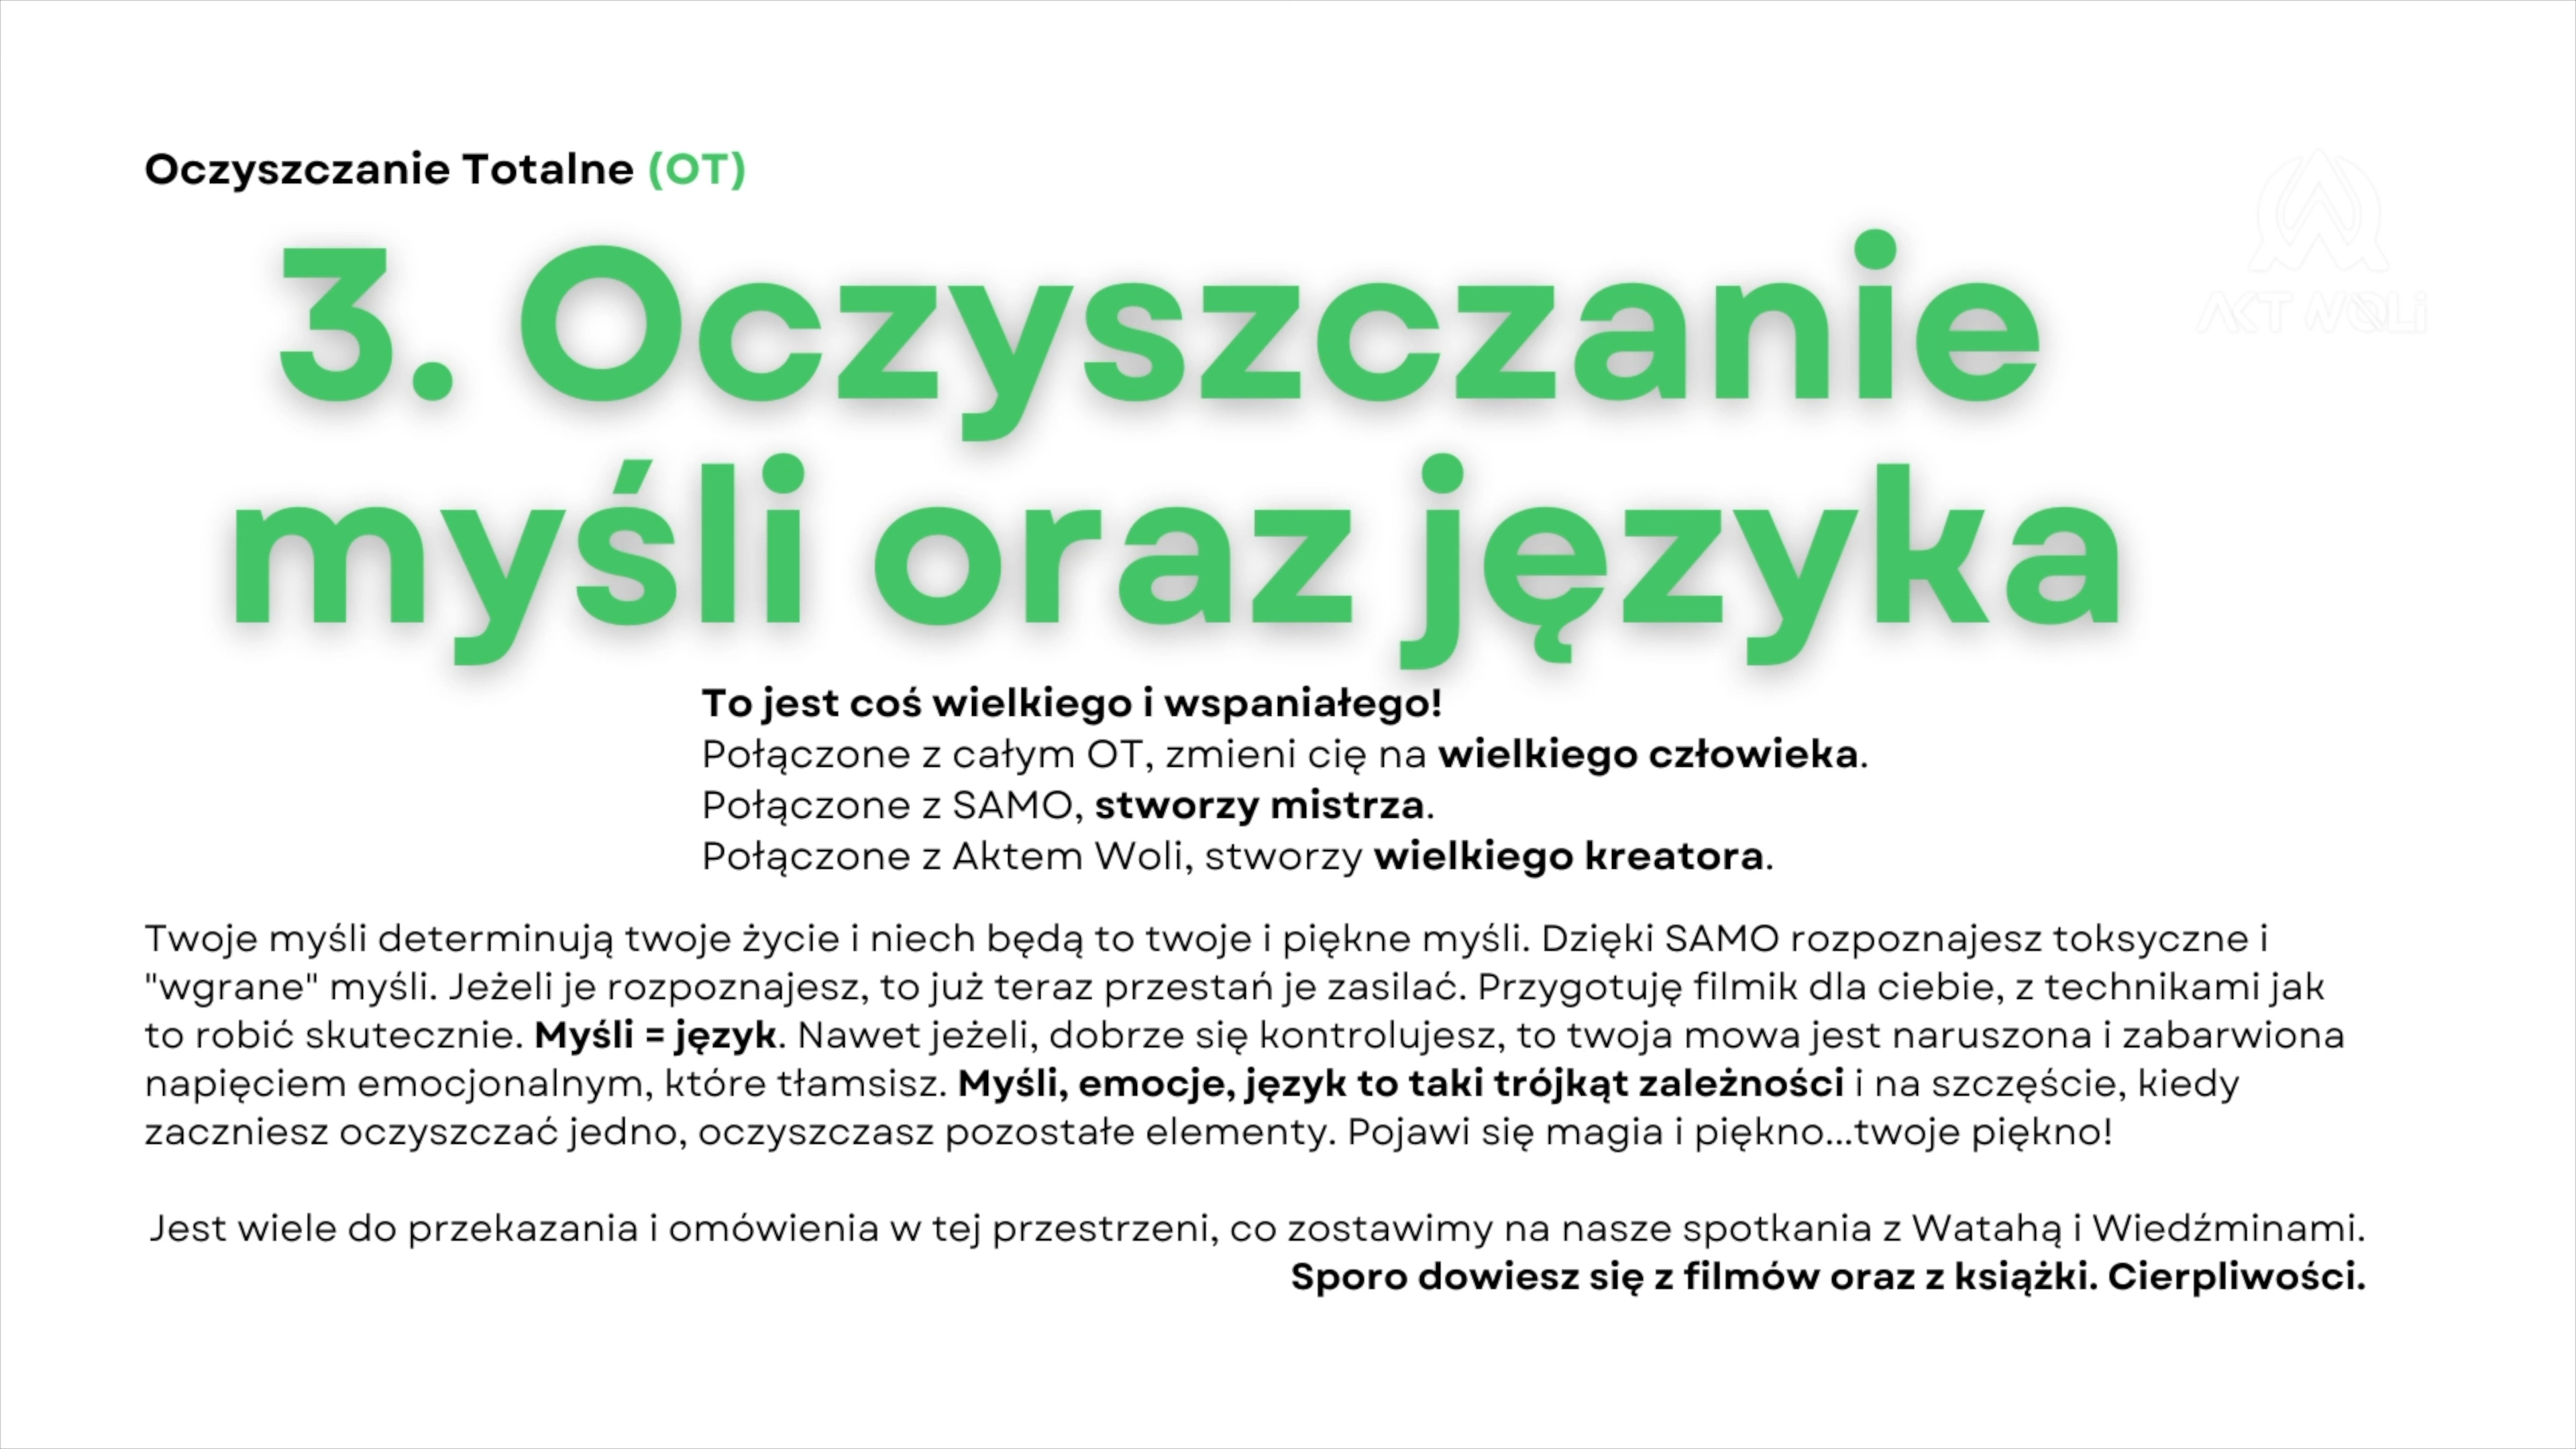 Oczyszczanie Totalne (OT)
AKT WOLi
3. Oczyszczanie
myśli oraz języka
To jest coś wielkiego i wspaniałego!
Połączone z całym OT, zmieni cię na wielkiego człowieka.
Połączone z SAMO, stworzy mistrza.
Połączone z Aktem Woli, stworzy wielkiego kreatora.
Twoje myśli determinują twoje życie i niech będą to twoje i piękne myśli. Dzięki SAMO rozpoznajesz toksyczne i
"wgrane" myśli. Jeżeli je rozpoznajesz, to już teraz przestań je zasilać. Przygotuję filmik dla ciebie, z technikami jak
to robić skutecznie. Myśli = język. Nawet jeżeli, dobrze się kontrolujesz, to twoja mowa jest naruszona i zabarwiona
napięciem emocjonalnym, które tłamsisz. Myśli, emocje, język to taki trójkąt zależności i na szczęście, kiedy
zaczniesz oczyszczać jedno, oczyszczasz pozostałe elementy. Pojawi się magia i piękno...twoje piękno!
Jest wiele do przekazania i omówienia w tej przestrzeni, co zostawimy na nasze spotkania z Watahą i Wiedźminami.
Sporo dowiesz się z filmów oraz z książki. Cierpliwości.